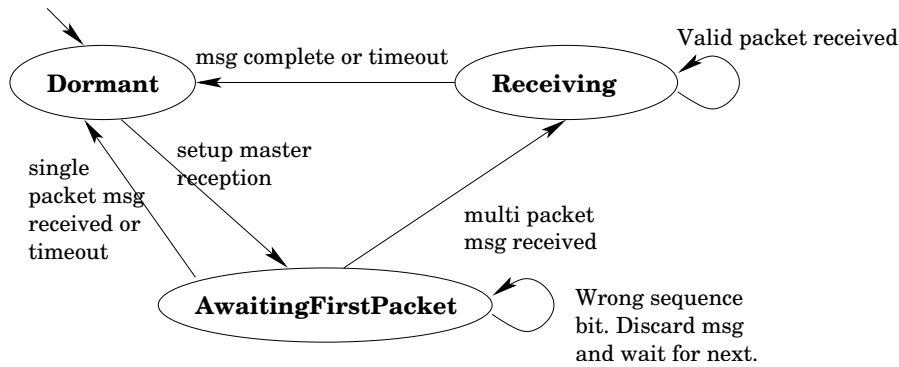 Valid packet received
msg complete or timeout
Dormant
Receiving
setup master
reception
single
packet msg
received or
timeout
multi packet
msg received
AwaitingFirstPacket
Wrong sequence
bit. Discard msg
and wait for next.